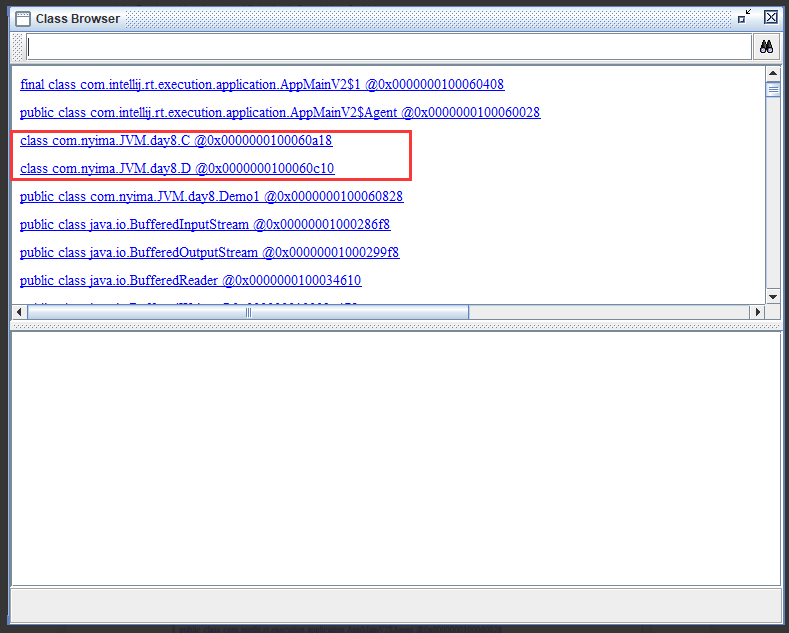 Class Browser
final class com.intellij.rt.execution.application.AppMainV2$1 @0x0000000100060408
public class com.intellij.rt.execution.application.AppMainV2$Agent @0x0000000100060028
class com.nyima.JVM.day8.C @0x0000000100060a18
class com.nyima.JVM.day8.D @0x0000000100060c10
public class com.nyima.JVM.day8.Demo1 @0x0000000100060828
public class java.io.BufferedInputStream @0x00000001000286f8
public class java.io.BufferedOutputStream @0x00000001000299f8
public class java.io.BufferedReader @0x0000000100034610